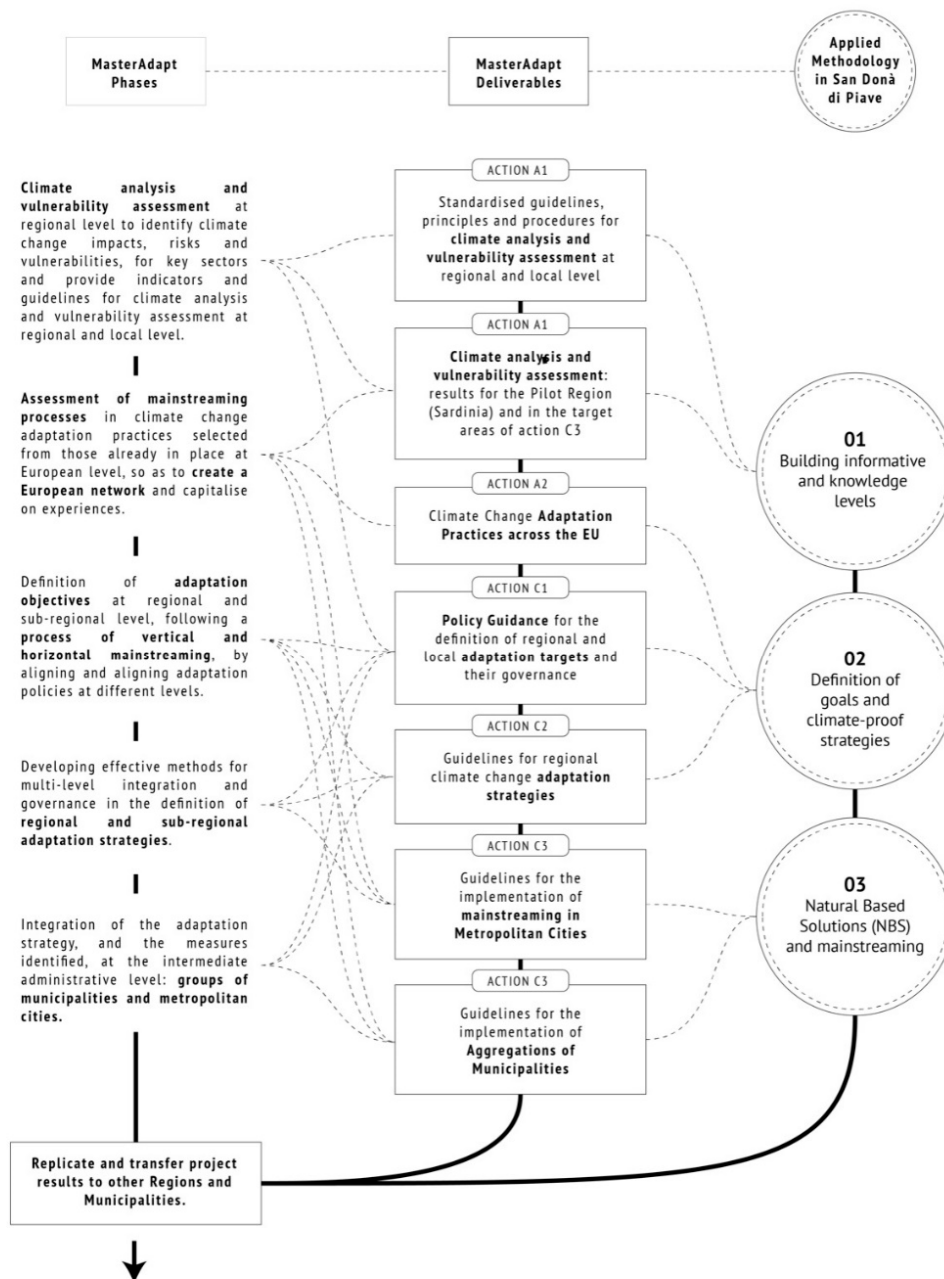 MasterAdapt
Phases
MasterAdapt
Deliverables
Applied
Methodology
in San Donà
di Piave
Climate analysis and
vulnerability assessment at
regional level to identify climate
change impacts, risks and
vulnerabilities, for key sectors
and provide indicators and
guidelines for climate analysis
and vulnerability assessment at
regional and local level.
Assessment of mainstreaming
processes in climate change
adaptation practices selected
from those already in place at
European level, so as to create a
European network and capitalise
on experiences.
Definition of adaptation
objectives at regional and
sub-regional level, following a
process of vertical and
horizontal mainstreaming, by
aligning and aligning adaptation
policies at different levels.
Developing effective methods for
multi-level integration and
governance in the definition of
regional and sub-regional
adaptation strategies.
Integration of the adaptation
strategy, and the measures
identified, at the intermediate
administrative level: groups of
municipalities and metropolitan
cities.
Replicate and transfer project
results to other Regions and
Municipalities.
ACTION A1
Standardised guidelines,
principles and procedures for
climate analysis and
vulnerability assessment at
regional and local level
ACTION A1
Climate analysis and
vulnerability assessment:
results for the Pilot Region
(Sardinia) and in the target
areas of action C3
ACTION A2
Climate Change Adaptation
Practices across the EU
ACTION C1
Policy Guidance for the
definition of regional and
local adaptation targets and
their governance
ACTION C2
Guidelines for regional
climate change adaptation
strategies
ACTION C3
Guidelines for the
implementation of
mainstreaming in
Metropolitan Cities
ACTION C3
Guidelines for the
implementation of
Aggregations of
Municipalities
01
Building informative
and knowledge
levels
02
Definition of
goals and
climate-proof
strategies
03
Natural Based
Solutions (NBS)
and mainstreaming